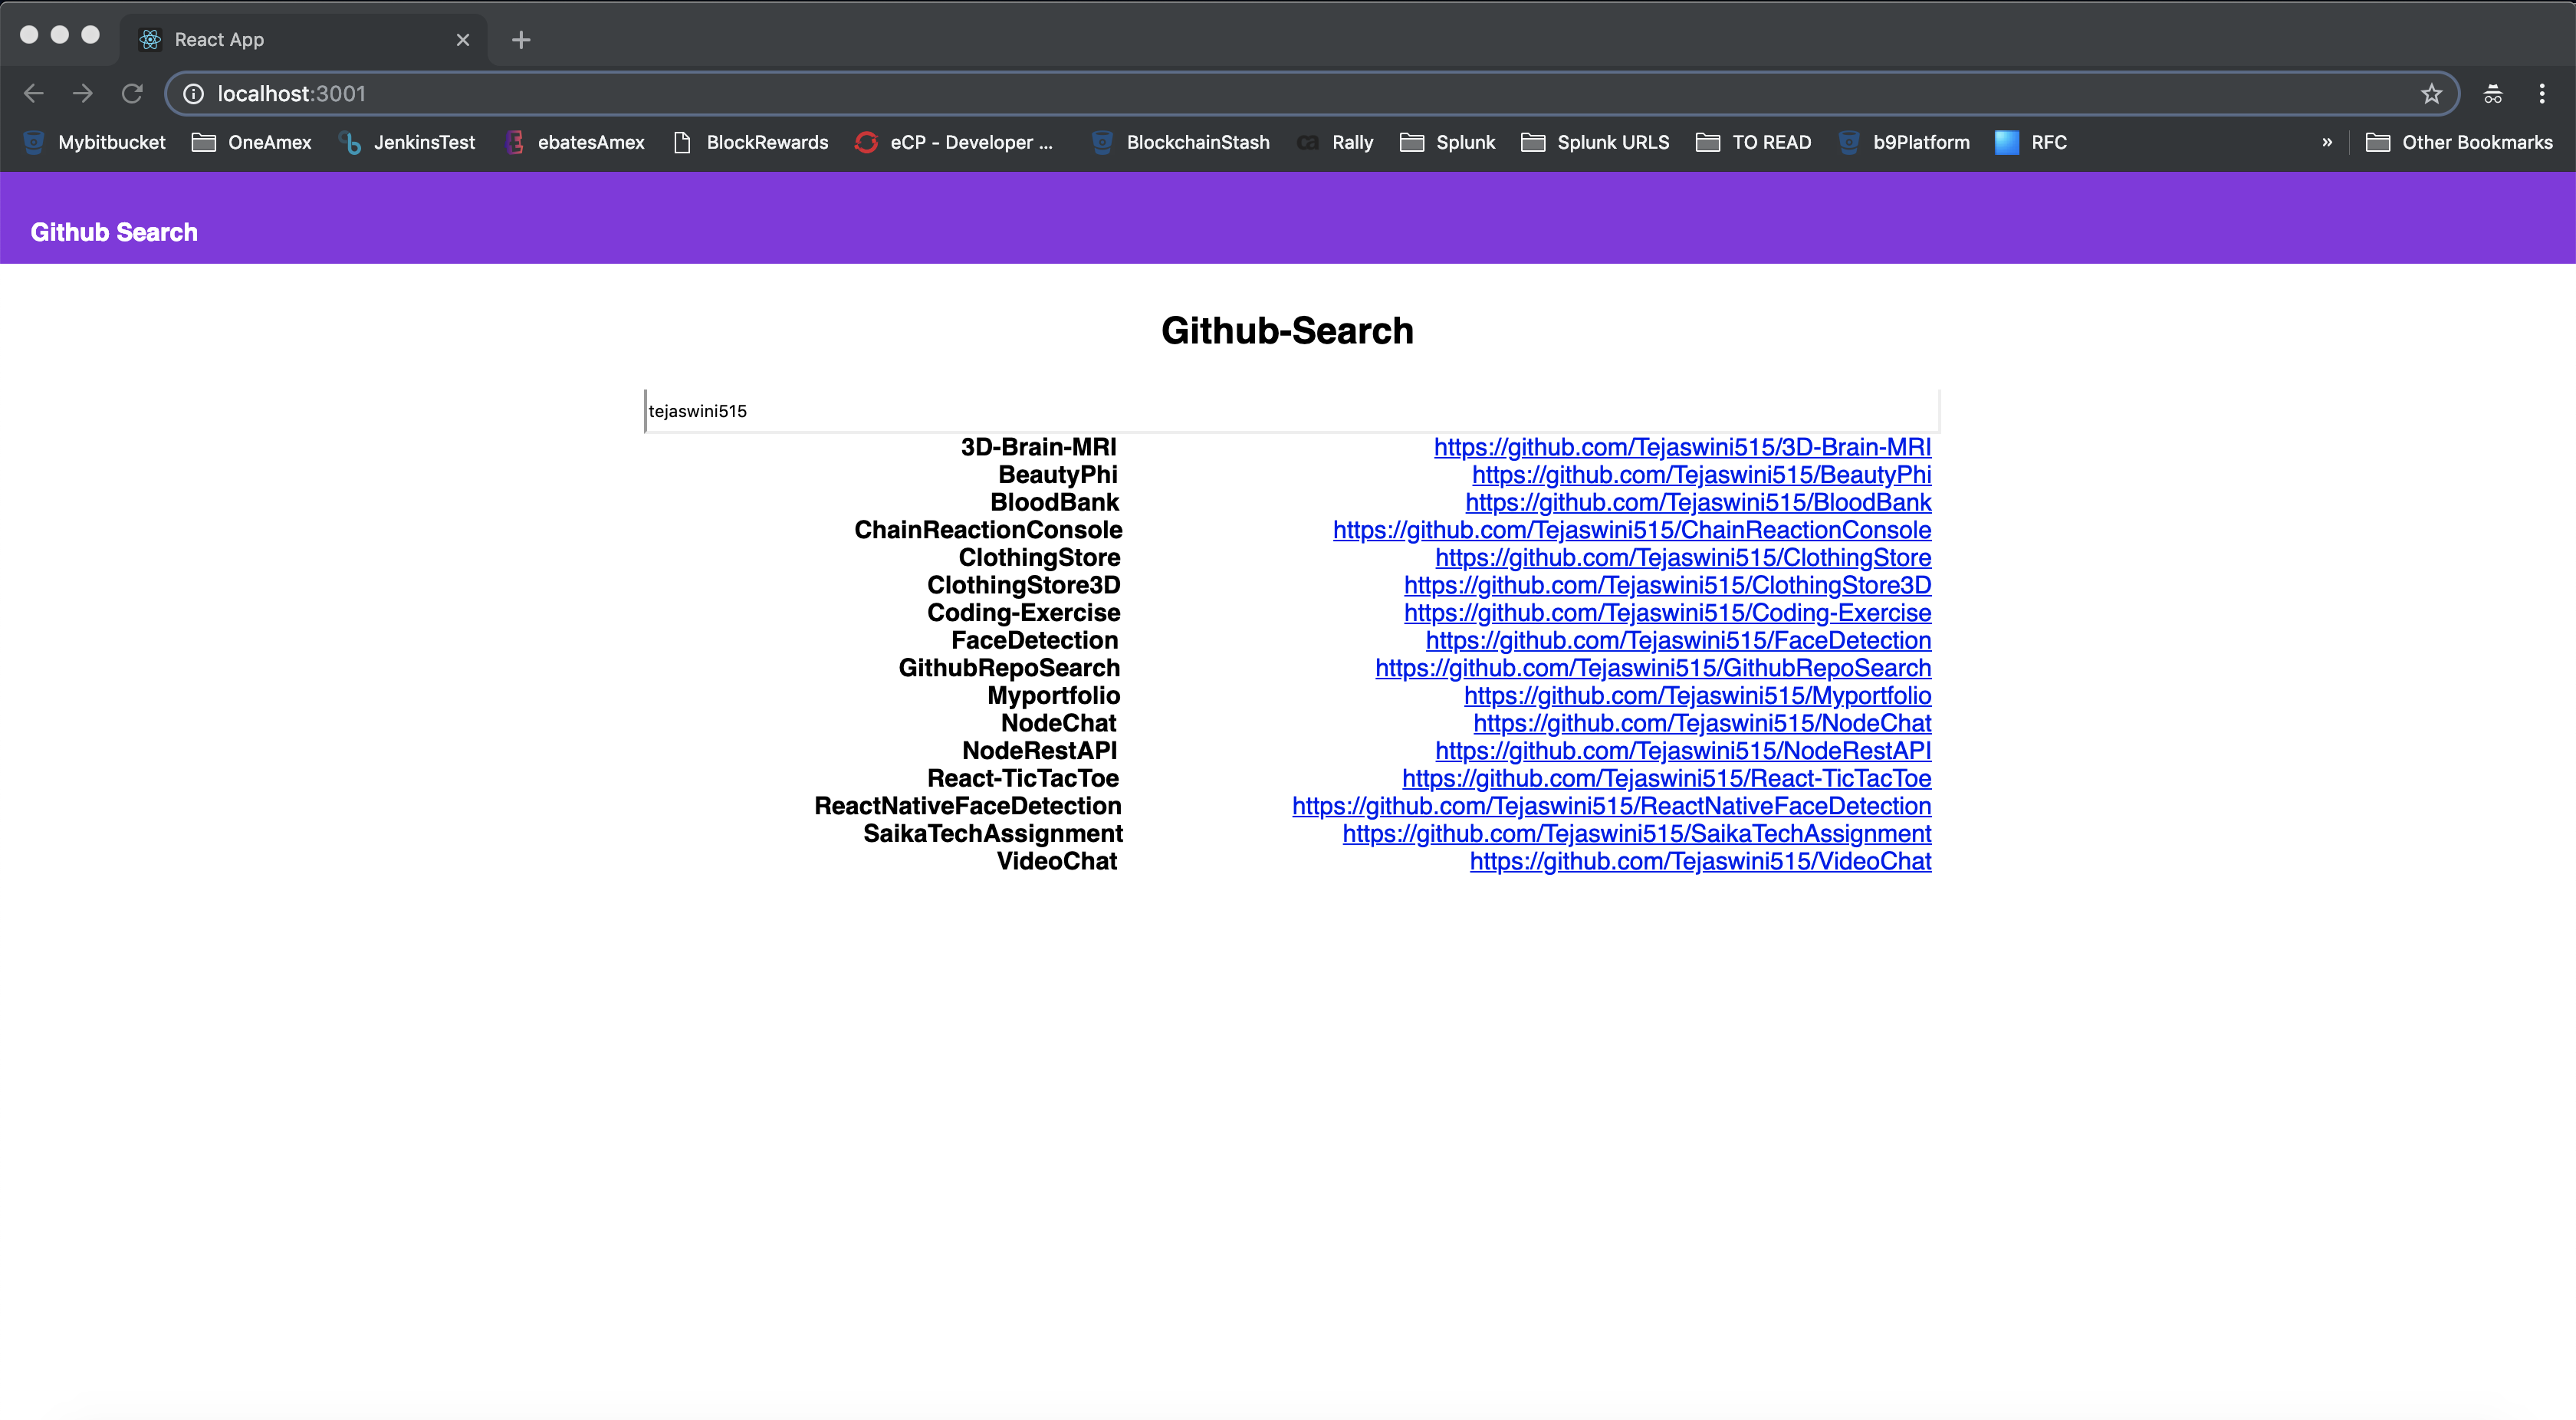 React App
localhost:3001
Mybitbucket OneAmex JenkinsTest ebatesAmex BlockRewards eCP - Developer ... BlockchainStash Rally Splunk Splunk URLS TO READ b9Platform RFC » Other Bookmarks
Github Search
Github-Search
tejaswini515
3D-Brain-MRI https://github.com/Tejaswini515/3D-Brain-MRI
BeautyPhi https://github.com/Tejaswini515/BeautyPhi
BloodBank https://github.com/Tejaswini515/BloodBank
ChainReactionConsole https://github.com/Tejaswini515/ChainReactionConsole
ClothingStore https://github.com/Tejaswini515/ClothingStore
ClothingStore3D https://github.com/Tejaswini515/ClothingStore3D
Coding-Exercise https://github.com/Tejaswini515/Coding-Exercise
FaceDetection https://github.com/Tejaswini515/FaceDetection
GithubRepoSearch https://github.com/Tejaswini515/GithubRepoSearch
Myportfolio https://github.com/Tejaswini515/Myportfolio
NodeChat https://github.com/Tejaswini515/NodeChat
NodeRestAPI https://github.com/Tejaswini515/NodeRestAPI
React-TicTacToe https://github.com/Tejaswini515/React-TicTacToe
ReactNativeFaceDetection https://github.com/Tejaswini515/ReactNativeFaceDetection
SaikaTechAssignment https://github.com/Tejaswini515/SaikaTechAssignment
VideoChat https://github.com/Tejaswini515/VideoChat